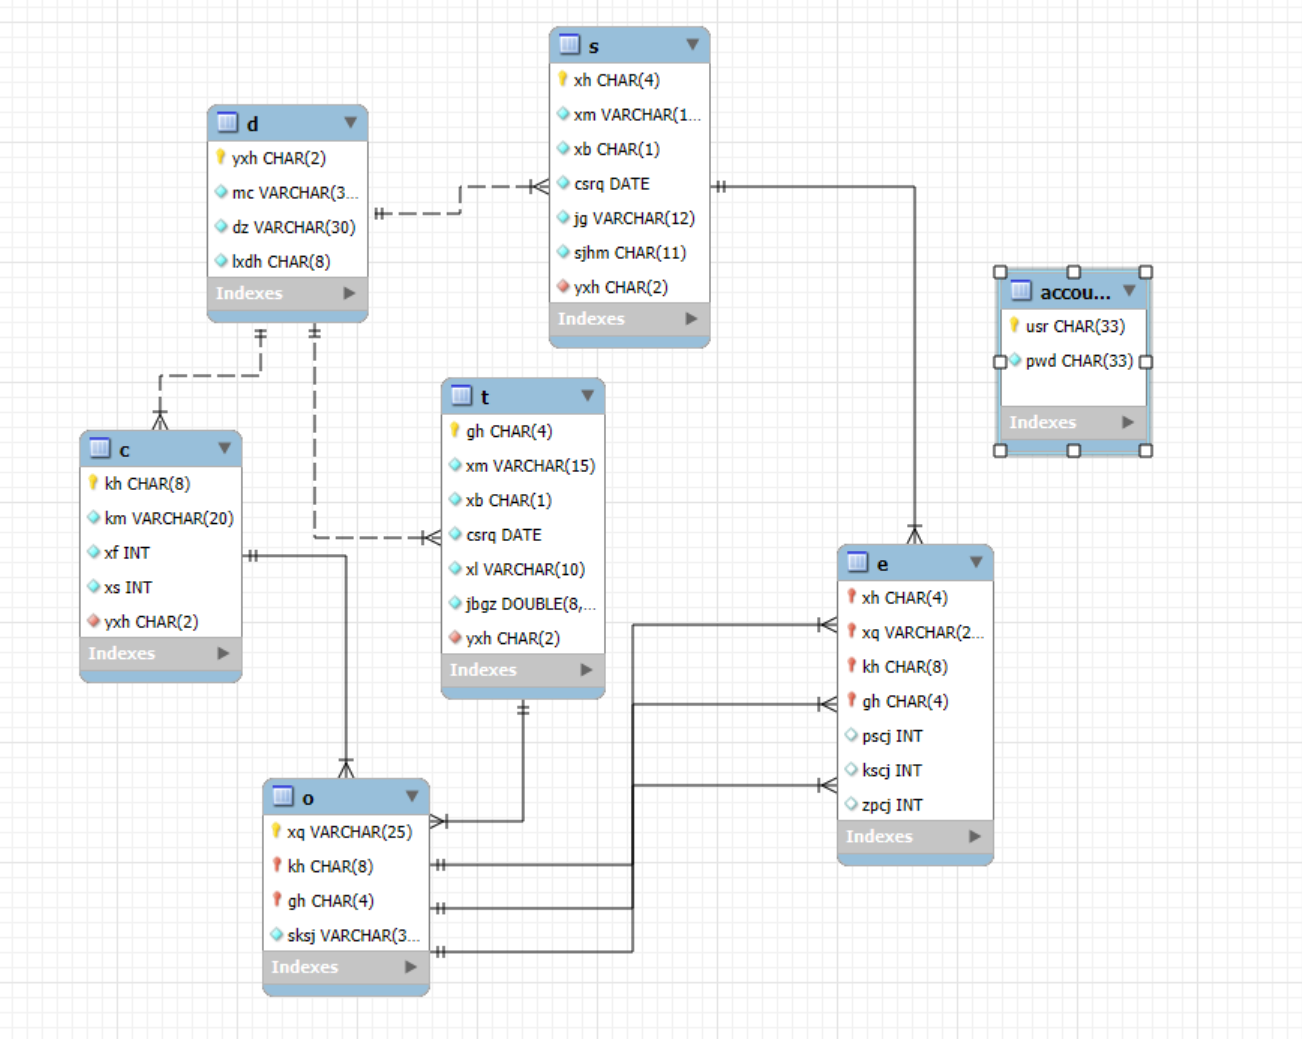 s
xh CHAR(4)
xm VARCHAR(1...
xb CHAR(1)
csrq DATE
jg VARCHAR(12)
sjhm CHAR(11)
yxh CHAR(2)
Indexes
d
yxh CHAR(2)
mc VARCHAR(3...
dz VARCHAR(30)
lxdh CHAR(8)
Indexes
accou...
usr CHAR(33)
pwd CHAR(33)
Indexes
t
gh CHAR(4)
xm VARCHAR(15)
xb CHAR(1)
csrq DATE
xl VARCHAR(10)
jbgz DOUBLE(8,...
yxh CHAR(2)
Indexes
c
kh CHAR(8)
km VARCHAR(20)
xf INT
xs INT
yxh CHAR(2)
Indexes
e
xh CHAR(4)
xq VARCHAR(2...
kh CHAR(8)
gh CHAR(4)
pscj INT
kscj INT
zpcj INT
Indexes
o
xq VARCHAR(25)
kh CHAR(8)
gh CHAR(4)
sksj VARCHAR(3...
Indexes